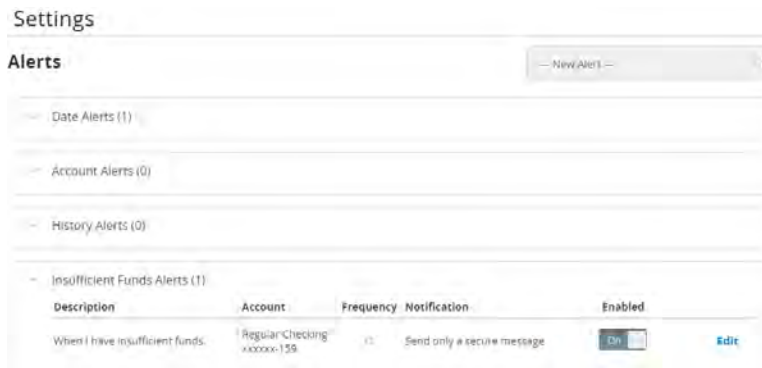 Settings
Alerts
-- New Alert --
Date Alerts (1)
Account Alerts (0)
History Alerts (0)
Insufficient Funds Alerts (1)
Description Account Frequency Notification Enabled
When I have insufficient funds. Regular Checking xxxxxx-159 Send only a secure message On Edit